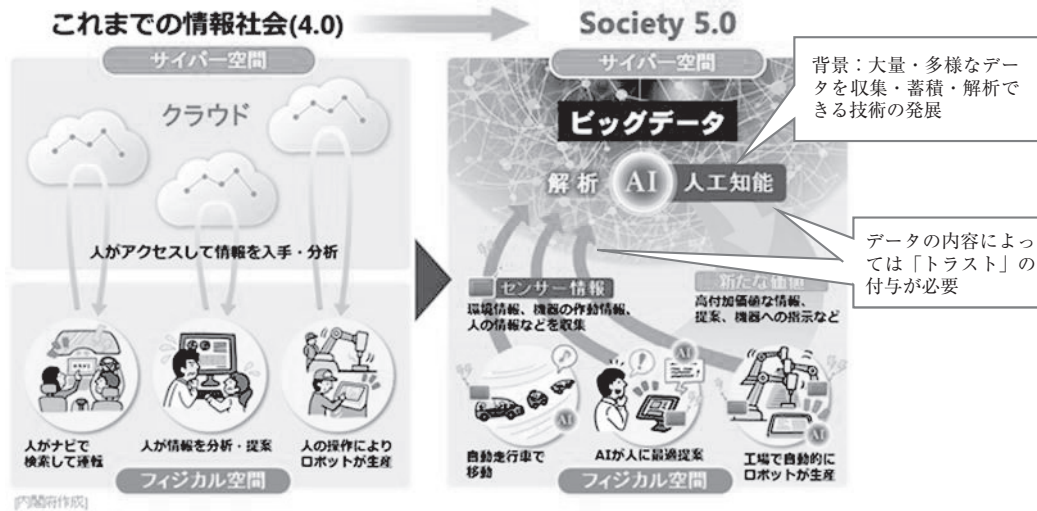 これまでの情報社会(4.0)
Society 5.0
サイバー空間
クラウド
人がアクセスして情報を入手・分析
人がナビで
検索して運転
人が情報を分析・提案
人の操作により
ロボットが生産
フィジカル空間
サイバー空間
ビッグデータ
解析
AI
人工知能
センサー情報
環境情報、機器の作動情報、
人の情報などを収集
新たな価値
高付加価値な情報、
提案、機器への指示など
AI
AI
AI
自動走行車で
移動
AIが人に最適提案
工場で自動的に
ロボットが生産
フィジカル空間
背景：大量・多様なデー
タを収集・蓄積・解析で
きる技術の発展
データの内容によっ
ては「トラスト」の
付与が必要
[内閣府作成]